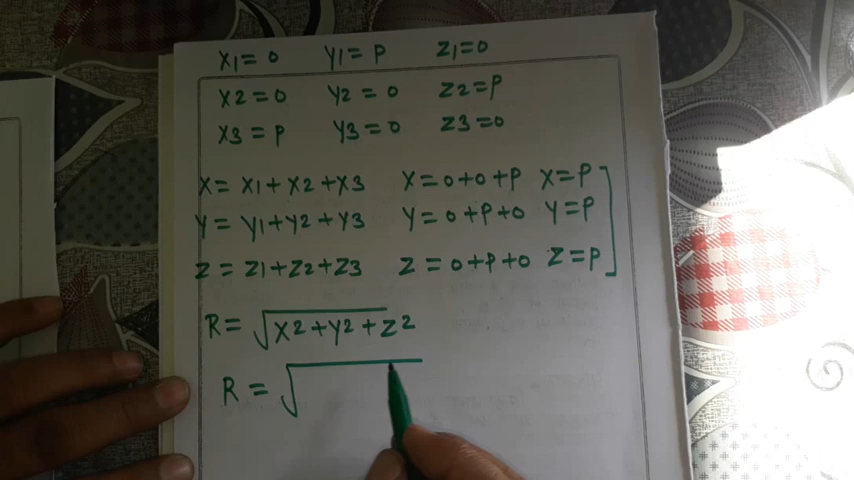 X1=0 Y1=P Z1=0
X2=0 Y2=0 Z2=P
X3=P Y3=0 Z3=0
X= X1+X2+X3 X=0+0+P X=P
Y= Y1+Y2+Y3 Y=0+P+0 Y=P
Z=Z1+Z2+Z3 Z=0+P+0 Z=P
R= √X2+Y2+Z2
R= √